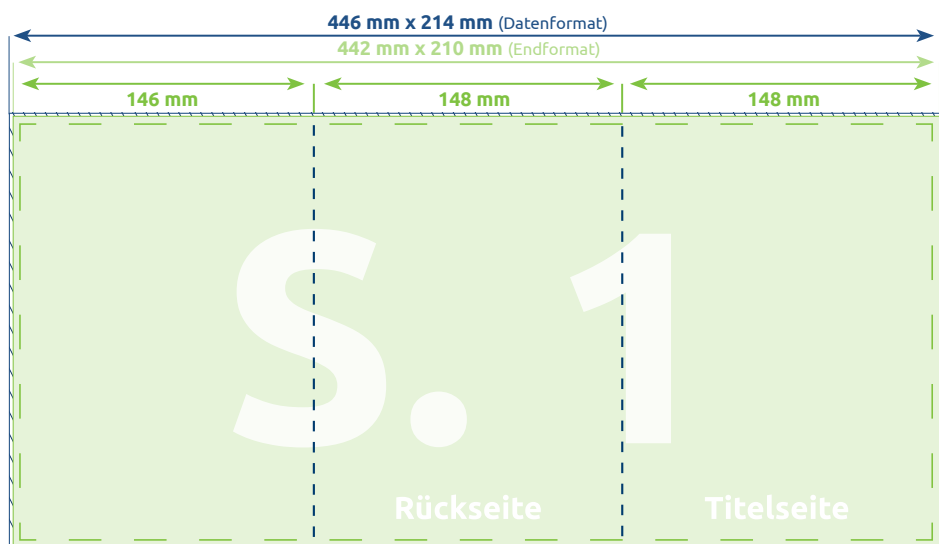 446 mm x 214 mm (Datenformat)
442 mm x 210 mm (Endformat)
146 mm 148 mm 148 mm
S. 1
Rückseite Titelseite